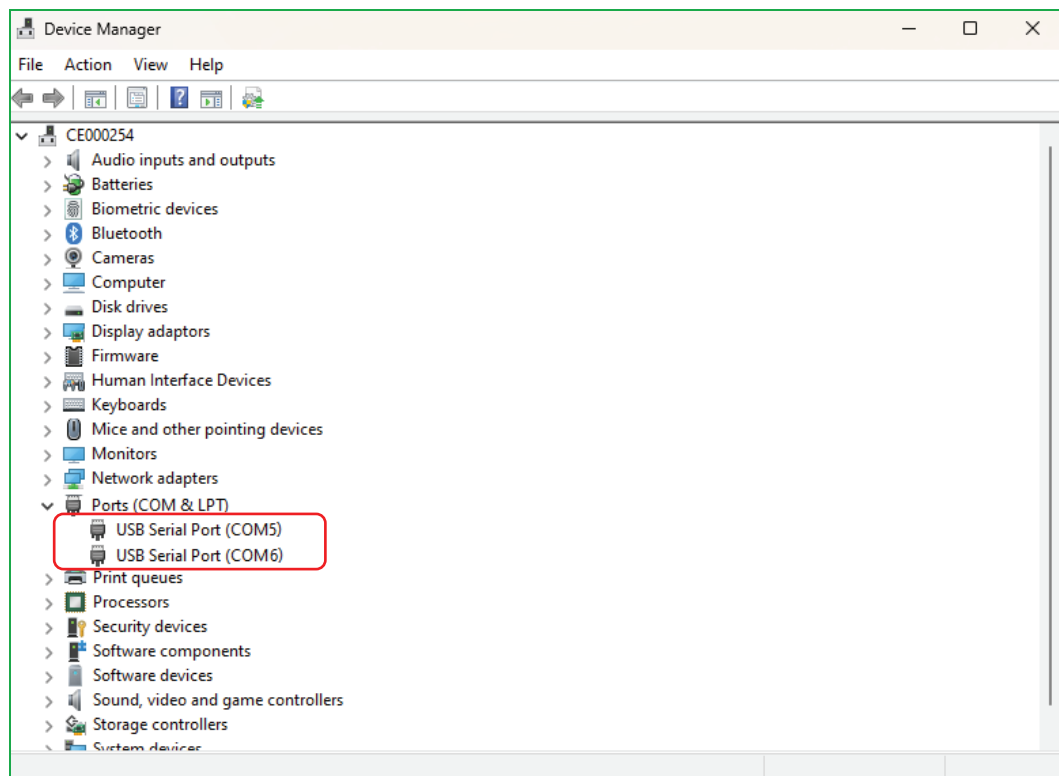 Device Manager
File Action View Help
CE000254
Audio inputs and outputs
Batteries
Biometric devices
Bluetooth
Cameras
Computer
Disk drives
Display adaptors
Firmware
Human Interface Devices
Keyboards
Mice and other pointing devices
Monitors
Network adapters
Ports (COM & LPT)
USB Serial Port (COM5)
USB Serial Port (COM6)
Print queues
Processors
Security devices
Software components
Software devices
Sound, video and game controllers
Storage controllers
System devices